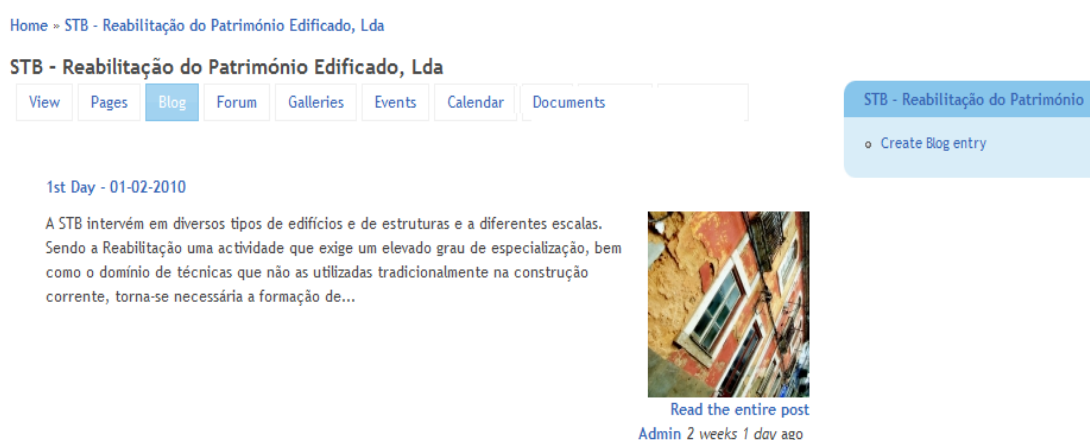 Home » STB - Reabilitação do Património Edificado, Lda
STB - Reabilitação do Património Edificado, Lda
View Pages Blog Forum Galleries Events Calendar Documents
STB - Reabilitação do Património
Create Blog entry
1st Day - 01-02-2010
A STB intervém em diversos tipos de edifícios e de estruturas e a diferentes escalas.
Sendo a Reabilitação uma actividade que exige um elevado grau de especialização, bem
como o domínio de técnicas que não as utilizadas tradicionalmente na construção
corrente, torna-se necessária a formação de...
Read the entire post
Admin 2 weeks 1 day ago